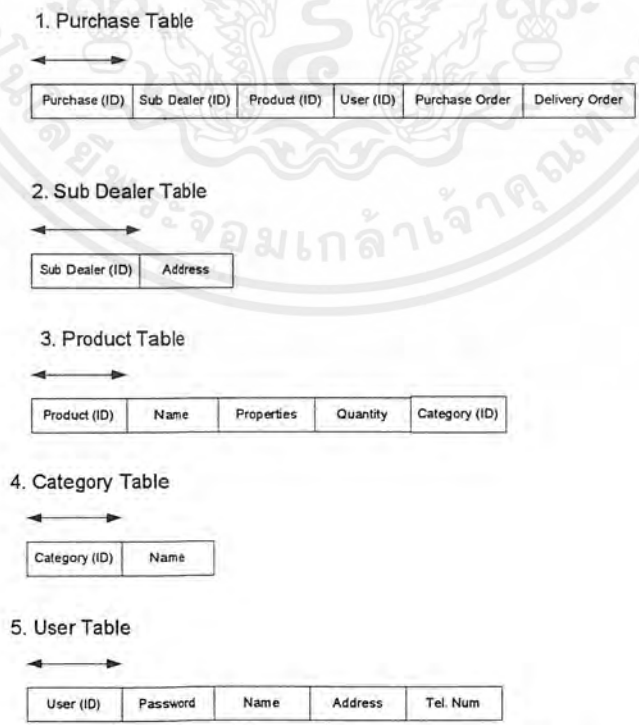 1. Purchase Table
Purchase (ID) Sub Dealer (ID) Product (ID) User (ID) Purchase Order Delivery Order
2. Sub Dealer Table
Sub Dealer (ID) Address
3. Product Table
Product (ID) Name Properties Quantity Category (ID)
4. Category Table
Category (ID) Name
5. User Table
User (ID) Password Name Address Tel. Num